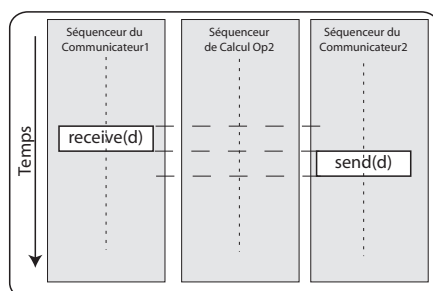 Séquenceur du
Communicateur1
Séquenceur
de Calcul Op2
Séquenceur du
Communicateur2
Temps
receive(d)
send(d)